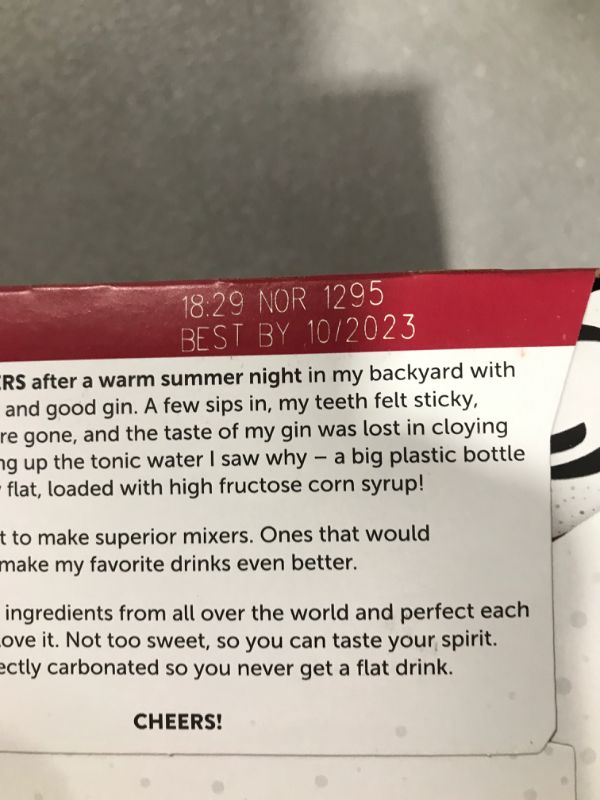 18:29 NOR 1295
BEST BY 10/2023
ERS after a warm summer night in my backyard with
and good gin. A few sips in, my teeth felt sticky,
re gone, and the taste of my gin was lost in cloying
ng up the tonic water I saw why – a big plastic bottle
flat, loaded with high fructose corn syrup!
t to make superior mixers. Ones that would
make my favorite drinks even better.
ingredients from all over the world and perfect each
ove it. Not too sweet, so you can taste your spirit.
ectly carbonated so you never get a flat drink.
CHEERS!